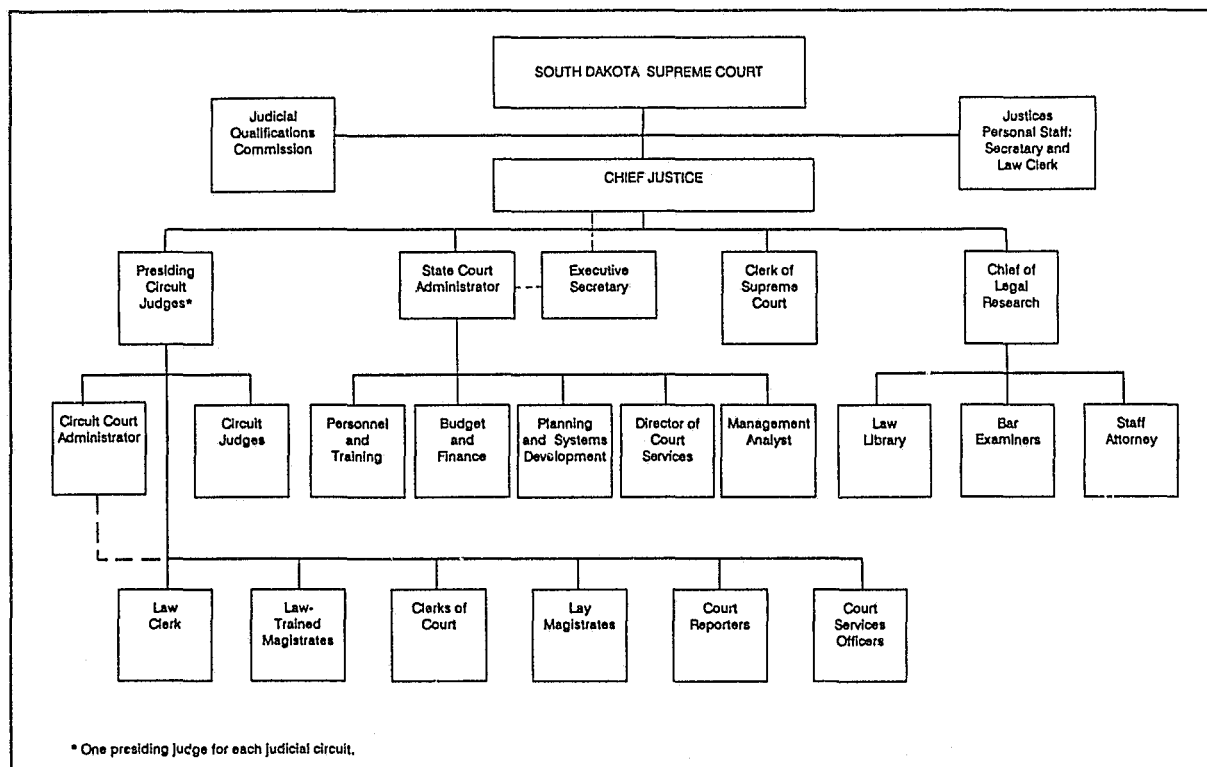 SOUTH DAKOTA SUPREME COURT
Judicial
Qualifications
Commission
Justices
Personal Staff:
Secretary and
Law Clerk
CHIEF JUSTICE
Presiding
Circuit
Judges*
State Court
Administrator
Executive
Secretary
Clerk of
Supreme
Court
Chief of
Legal
Research
Circuit Court
Administrator
Circuit
Judges
Personnel
and
Training
Budget
and
Finance
Planning
and Systems
Development
Director of
Court
Services
Management
Analyst
Law
Library
Bar
Examiners
Staff
Attorney
Law
Clerk
Law-
Trained
Magistrates
Clerks of
Court
Lay
Magistrates
Court
Reporters
Court
Services
Officers
* One presiding judge for each judicial circuit.